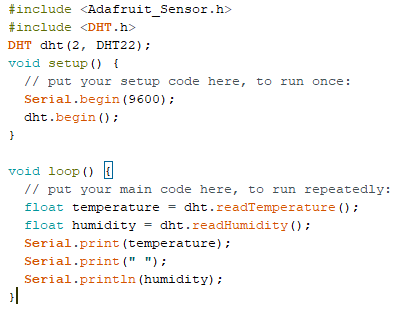 #include <Adafruit_Sensor.h>
#include <DHT.h>
DHT dht(2, DHT22);
void setup() {
  // put your setup code here, to run once:
  Serial.begin(9600);
  dht.begin();
}

void loop() {
  // put your main code here, to run repeatedly:
  float temperature = dht.readTemperature();
  float humidity = dht.readHumidity();
  Serial.print(temperature);
  Serial.print(" ");
  Serial.println(humidity);
}